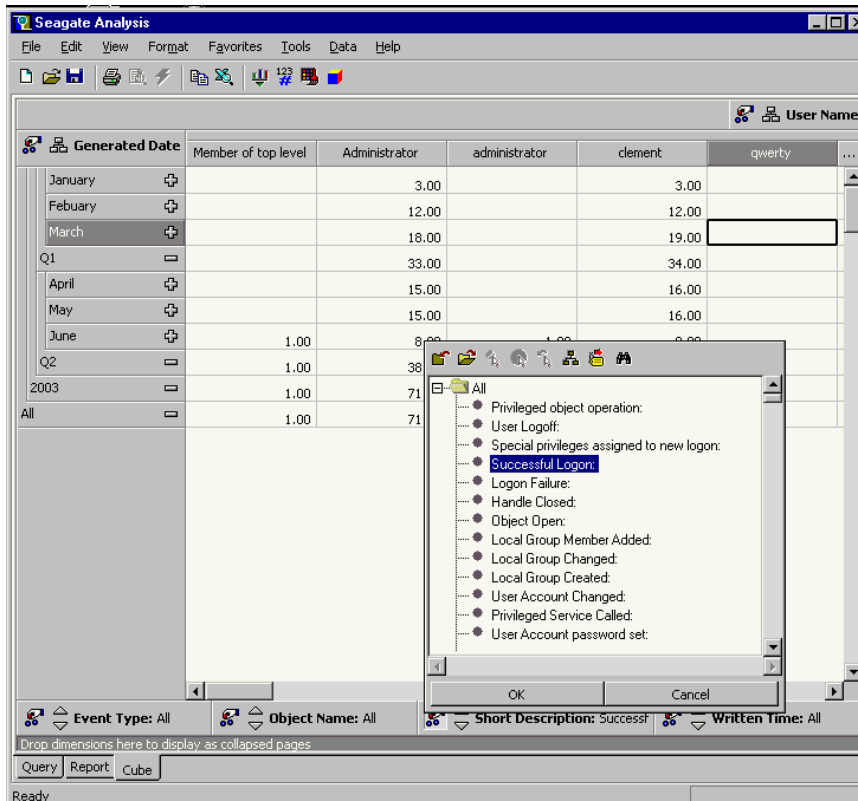 Seagate Analysis
File Edit View Format Favorites Tools Data Help
123
#
User Name
Generated Date Member of top level Administrator administrator clement qwerty ...
January 3.00 3.00
Febuary 12.00 12.00
March 18.00 19.00
Q1 33.00 34.00
April 15.00 16.00
May 15.00 16.00
June 1.00
Q2 1.00 38
2003 1.00 71
All 1.00 71
All
Privileged object operation:
User Logoff:
Special privileges assigned to new logon:
Successful Logon:
Logon Failure:
Handle Closed:
Object Open:
Local Group Member Added:
Local Group Changed:
Local Group Created:
User Account Changed:
Privileged Service Called:
User Account password set:
OK Cancel
Event Type: All Object Name: All Short Description: Successf Written Time: All
Drop dimensions here to display as collapsed pages
Query Report Cube
Ready